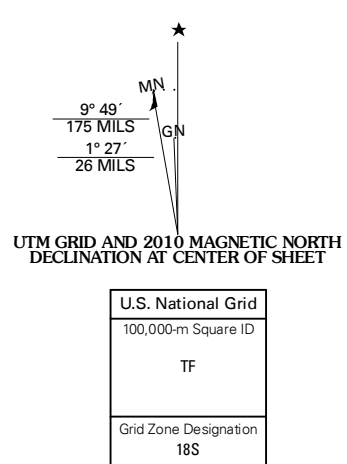 ★
MN
GN
9° 49´
175 MILS
1° 27´
26 MILS
UTM GRID AND 2010 MAGNETIC NORTH
DECLINATION AT CENTER OF SHEET
U.S. National Grid
100,000-m Square ID
TF
Grid Zone Designation
18S